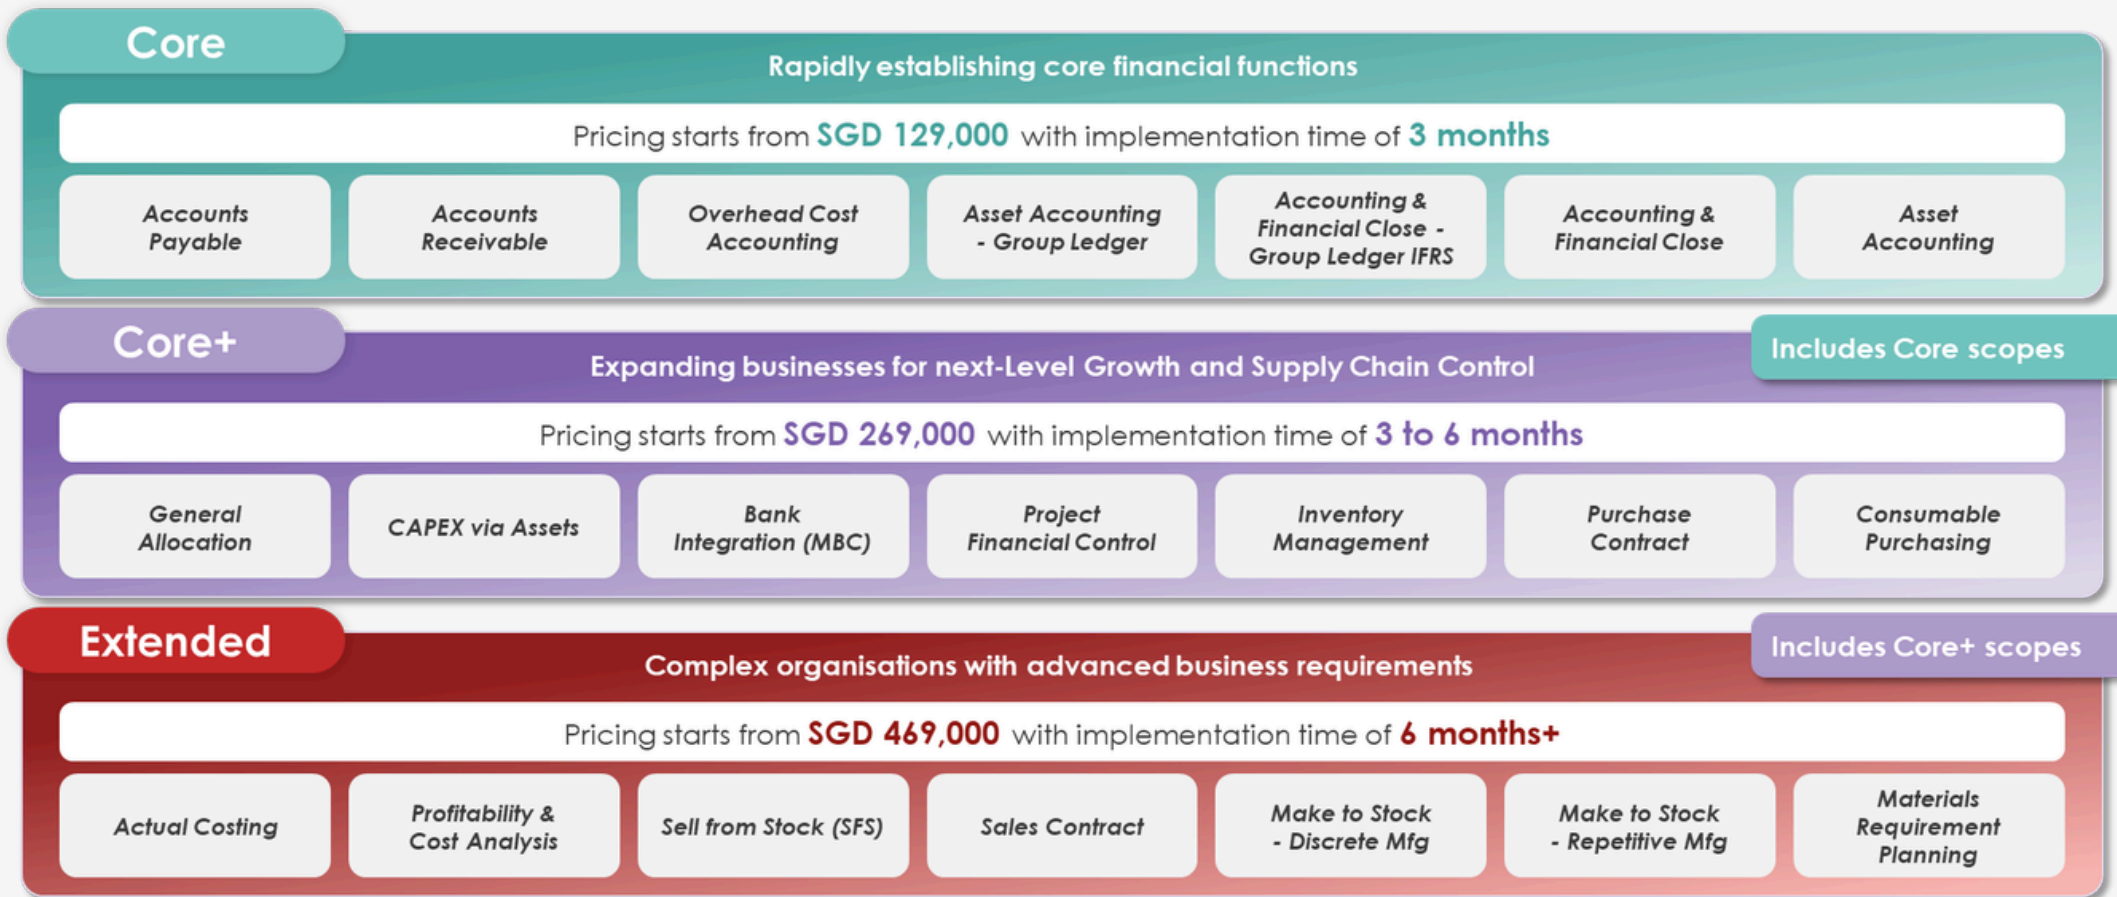 Core
Rapidly establishing core financial functions
Pricing starts from SGD 129,000 with implementation time of 3 months
Accounts
Payable
Accounts
Receivable
Overhead Cost
Accounting
Asset Accounting
- Group Ledger
Accounting &
Financial Close -
Group Ledger IFRS
Accounting &
Financial Close
Asset
Accounting
Core+
Includes Core scopes
Expanding businesses for next-Level Growth and Supply Chain Control
Pricing starts from SGD 269,000 with implementation time of 3 to 6 months
General
Allocation
CAPEX via Assets
Bank
Integration (MBC)
Project
Financial Control
Inventory
Management
Purchase
Contract
Consumable
Purchasing
Extended
Includes Core+ scopes
Complex organisations with advanced business requirements
Pricing starts from SGD 469,000 with implementation time of 6 months+
Actual Costing
Profitability &
Cost Analysis
Sell from Stock (SFS)
Sales Contract
Make to Stock
- Discrete Mfg
Make to Stock
- Repetitive Mfg
Materials
Requirement
Planning